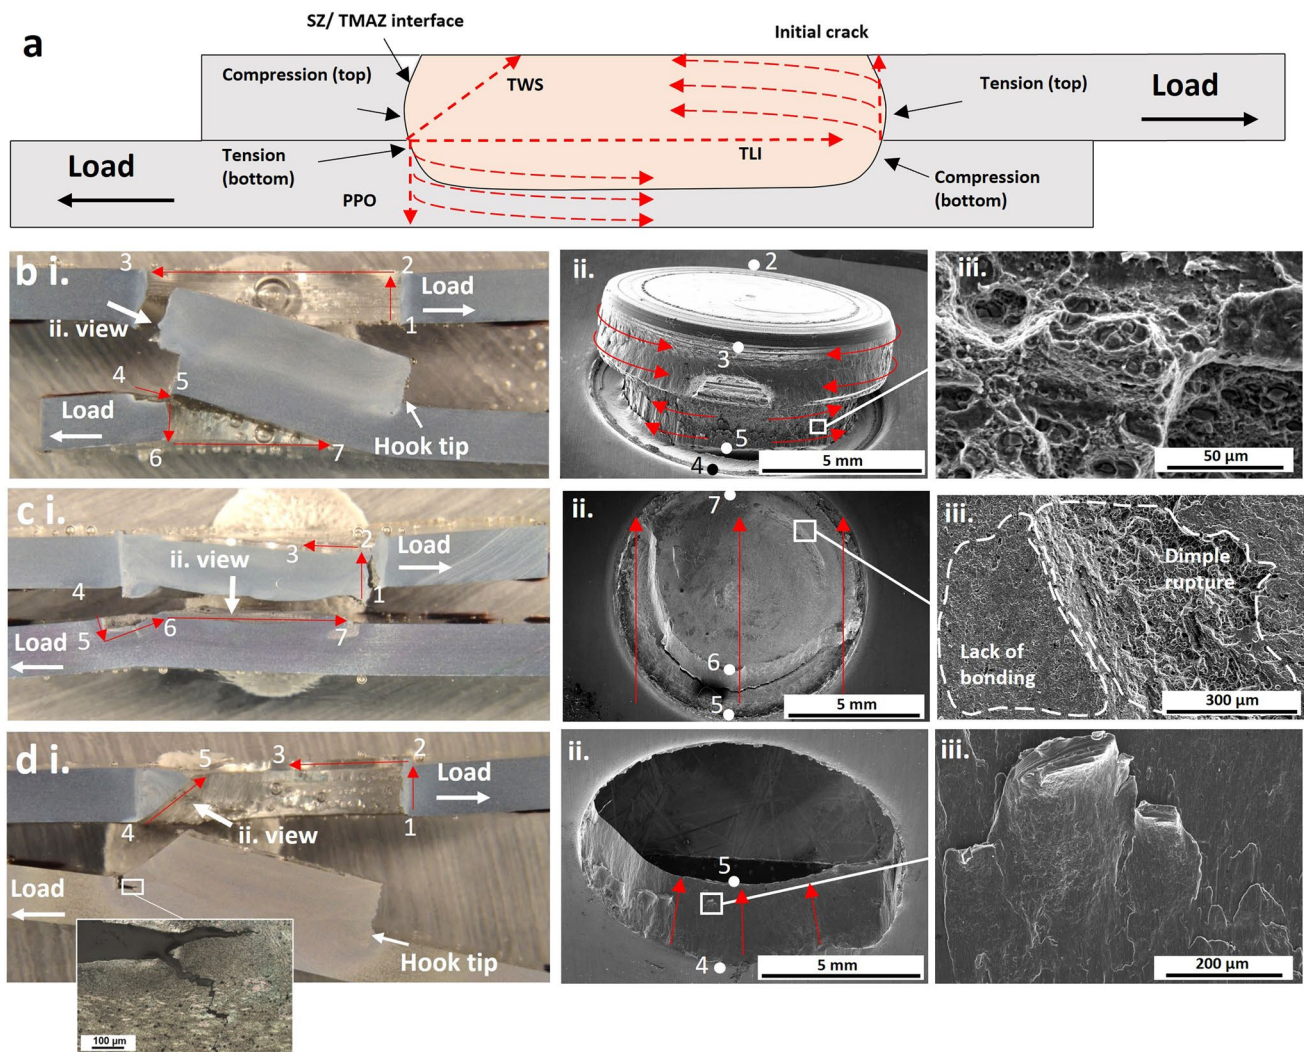 a
SZ/ TMAZ interface
Initial crack
Compression (top)
TWS
Tension (top)
Load
Load
Tension
(bottom)
TLI
Compression
(bottom)
PPO
b i.
3
2
Load
ii. view
1
4
5
Load
Hook tip
6
7
ii.
2
3
5
4
5 mm
iii.
50 µm
c i.
3
2
Load
ii. view
4
1
5
6
7
Load
ii.
7
6
5
5 mm
iii.
Dimple
rupture
Lack of
bonding
300 µm
d i.
5
3
2
Load
4
ii. view
1
Load
Hook tip
100 µm
ii.
5
4
5 mm
iii.
200 µm